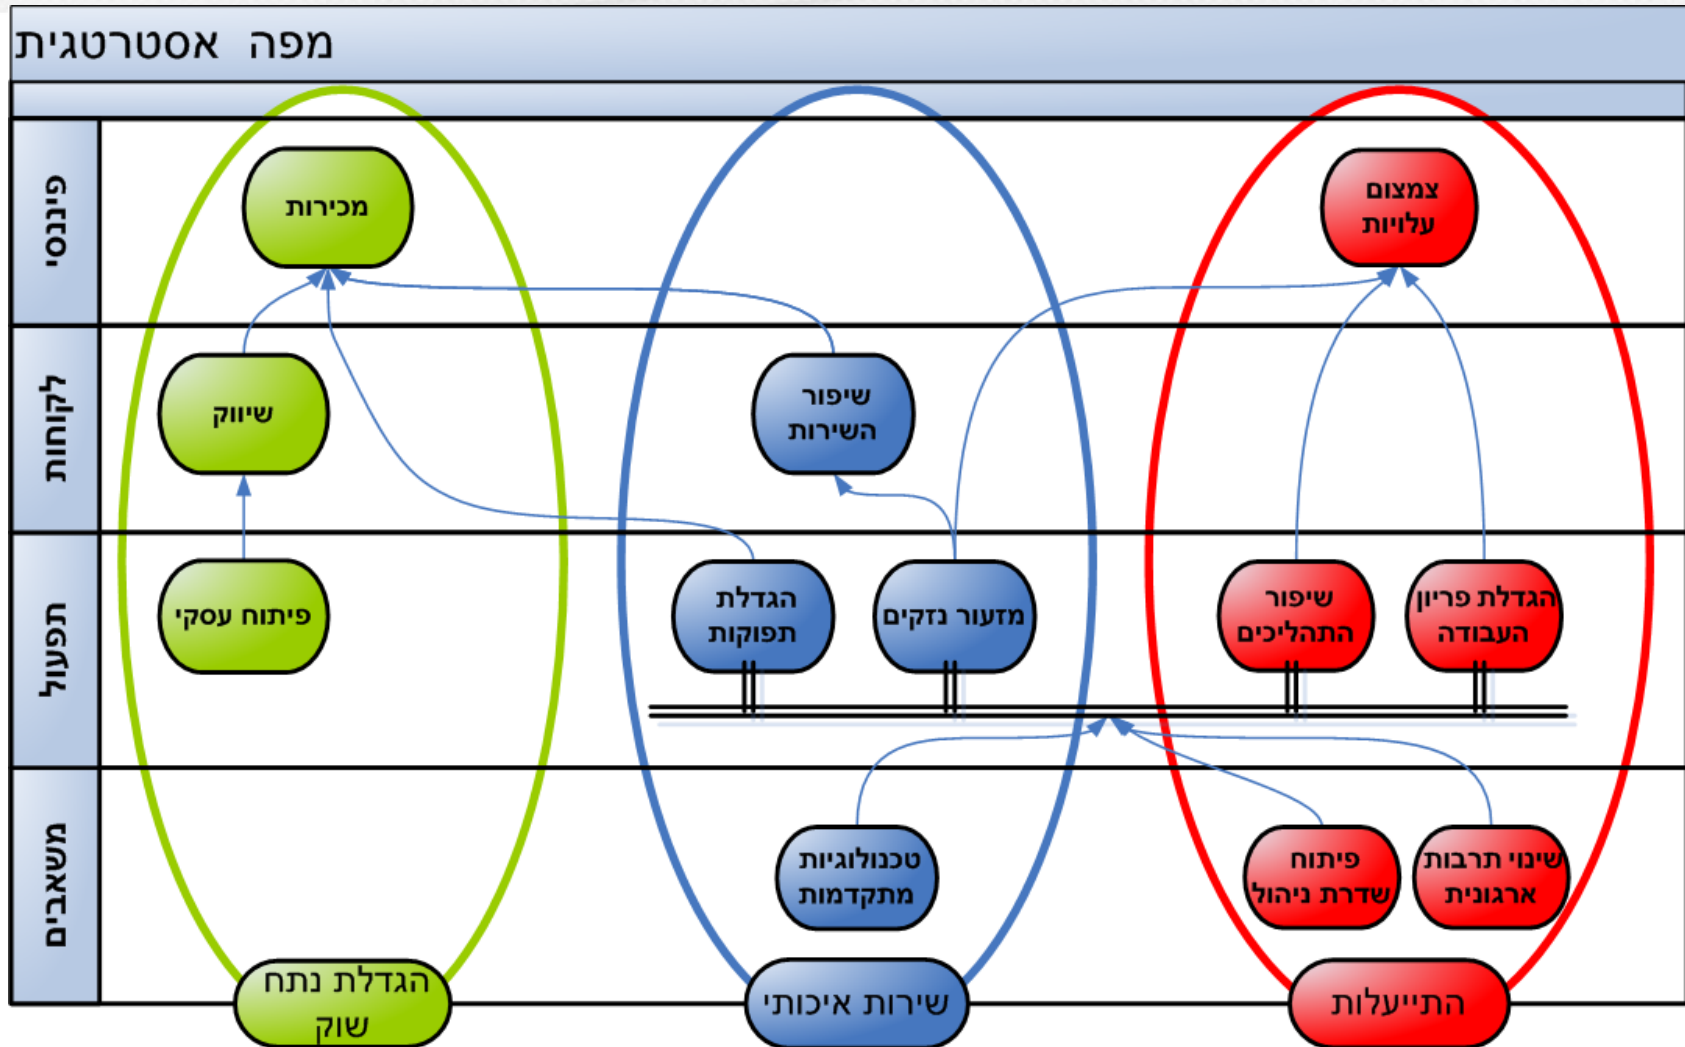 מפה אסטרטגית
פיננסי
צמצום
עלויות
מכירות
לקוחות
שיפור
השירות
שיווק
תפעול
הגדלת פריון
העבודה
שיפור
התהליכים
מזעור נזקים
הגדלת
תפוקות
פיתוח עסקי
משאבים
שינוי תרבות
ארגונית
פיתוח
שדרת ניהול
טכנולוגיות
מתקדמות
התייעלות
שירות איכותי
הגדלת נתח
שוק